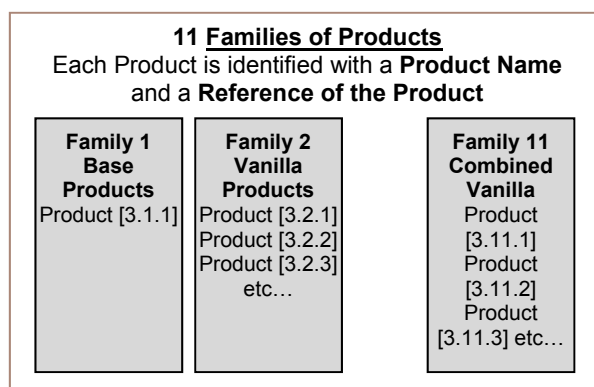 11 Families of Products
Each Product is identified with a Product Name
and a Reference of the Product
Family 1
Base
Products
Product [3.1.1]
Family 2
Vanilla
Products
Product [3.2.1]
Product [3.2.2]
Product [3.2.3]
etc…
Family 11
Combined
Vanilla
Product
[3.11.1]
Product
[3.11.2]
Product
[3.11.3] etc…